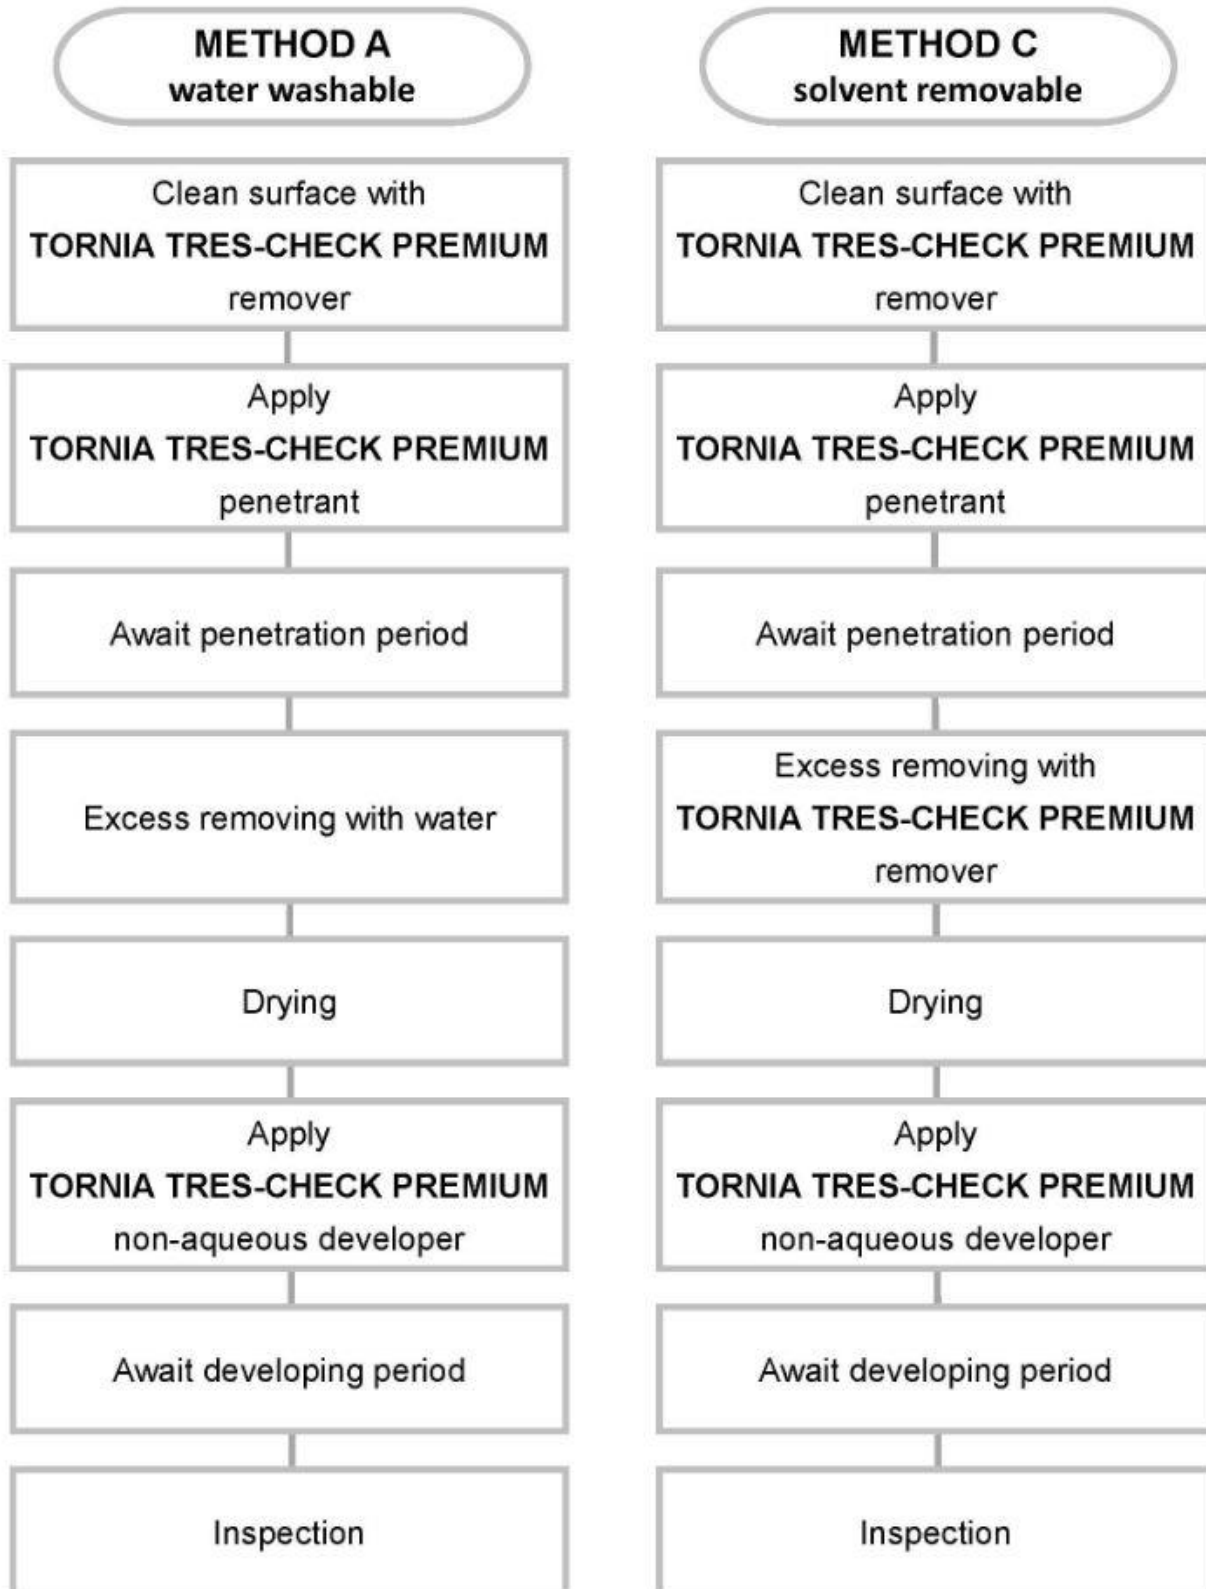 METHOD A
water washable
Clean surface with
TORNIA TRES-CHECK PREMIUM
remover
Apply
TORNIA TRES-CHECK PREMIUM
penetrant
Await penetration period
Excess removing with water
Drying
Apply
TORNIA TRES-CHECK PREMIUM
non-aqueous developer
Await developing period
Inspection
METHOD C
solvent removable
Clean surface with
TORNIA TRES-CHECK PREMIUM
remover
Apply
TORNIA TRES-CHECK PREMIUM
penetrant
Await penetration period
Excess removing with
TORNIA TRES-CHECK PREMIUM
remover
Drying
Apply
TORNIA TRES-CHECK PREMIUM
non-aqueous developer
Await developing period
Inspection